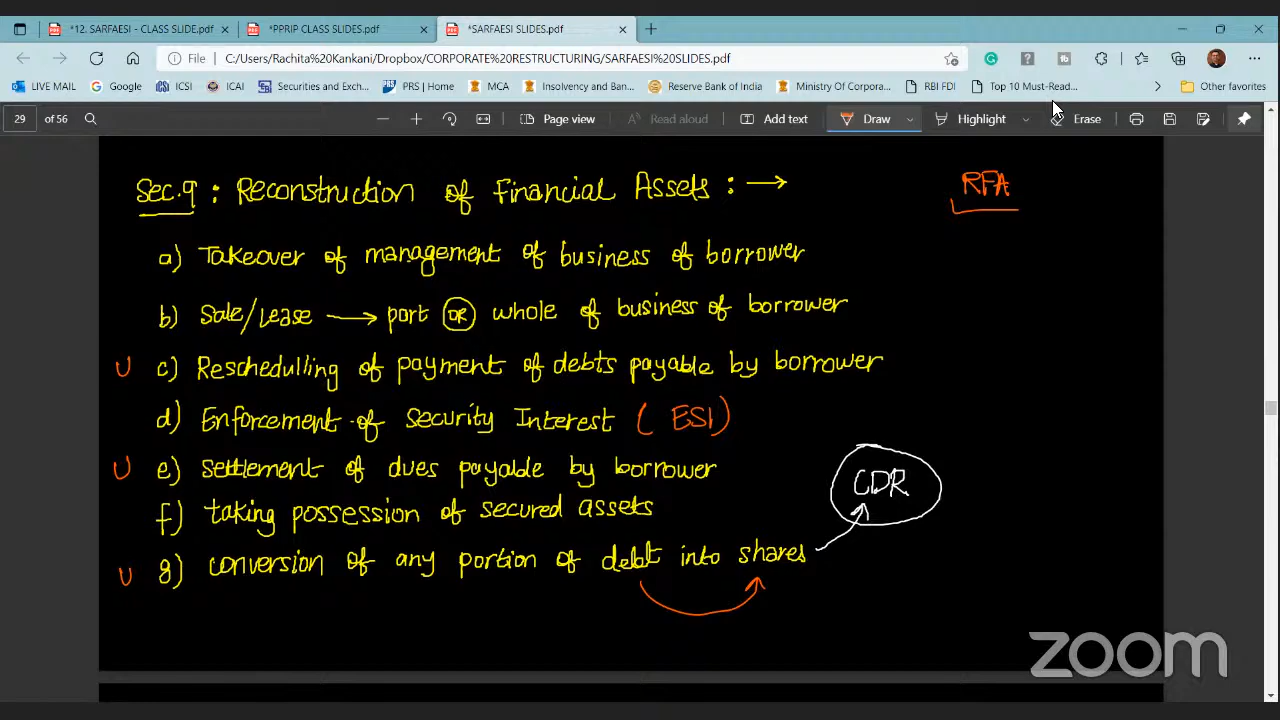 *12. SARFAESI - CLASS SLIDE.pdf
*PPRIP CLASS SLIDES.pdf
*SARFAESI SLIDES.pdf
File C:/Users/Rachita%20Kankani/Dropbox/CORPORATE%20RESTRUCTURING/SARFAESI%20SLIDES.pdf
LIVE MAIL Google ICSI ICAI Securities and Exch... PRS | Home MCA Insolvency and Ban... Reserve Bank of India Ministry Of Corpora... RBI FDI Top 10 Must-Read... Other favorites
29 of 56 Page view Read aloud Add text Draw Highlight Erase
Sec.9 : Reconstruction of Financial Assets : →
RFA
a) Takeover of management of business of borrower
b) Sale/Lease → part OR whole of business of borrower
U c) Reschedulling of payment of debts payable by borrower
d) Enforcement of Security Interest (ESI)
U e) Settlement of dues payable by borrower
CDR
f) taking possession of secured assets
U g) conversion of any portion of debt into shares
zoom